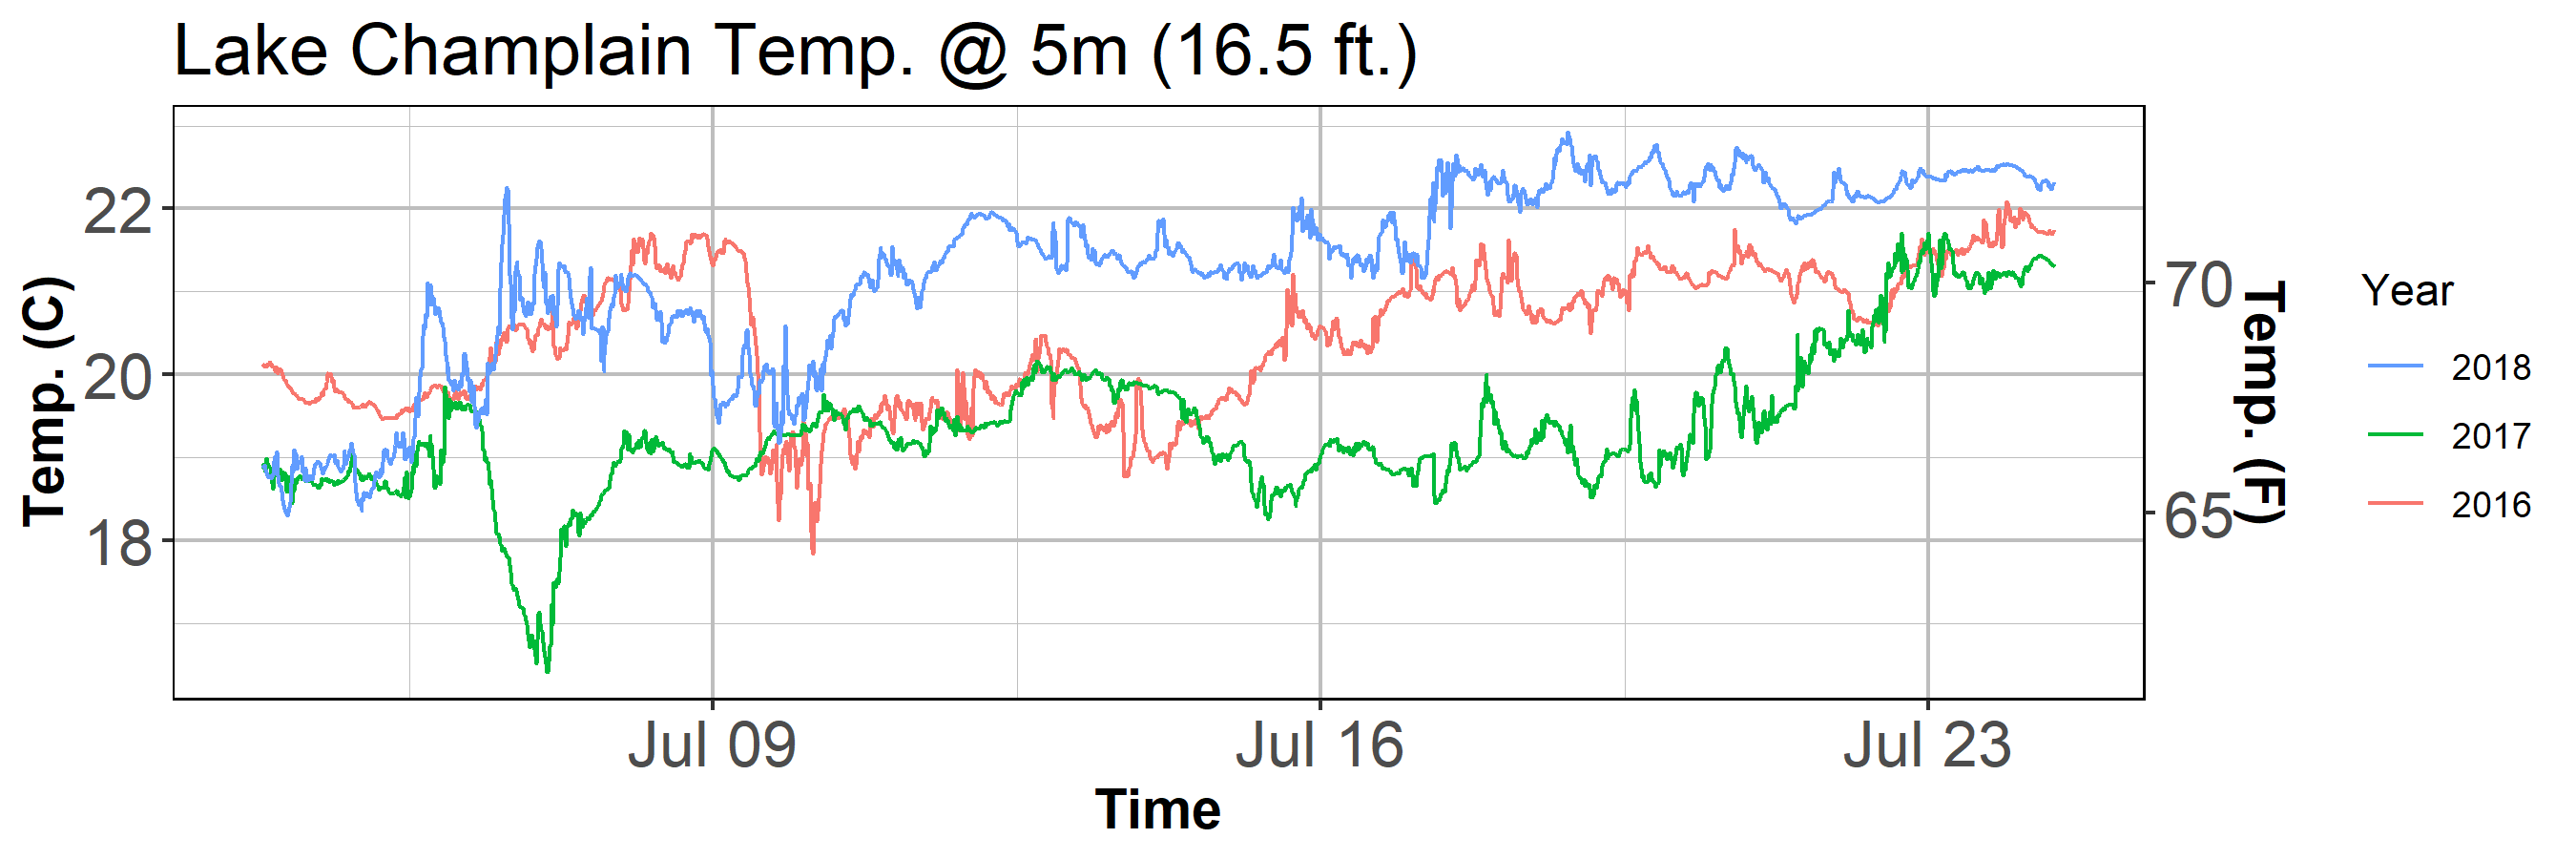 Lake Champlain Temp. @ 5m (16.5 ft.)
Temp. (C)
22
20
18
70
65
Temp. (F)
Jul 09
Jul 16
Jul 23
Time
Year
2018
2017
2016